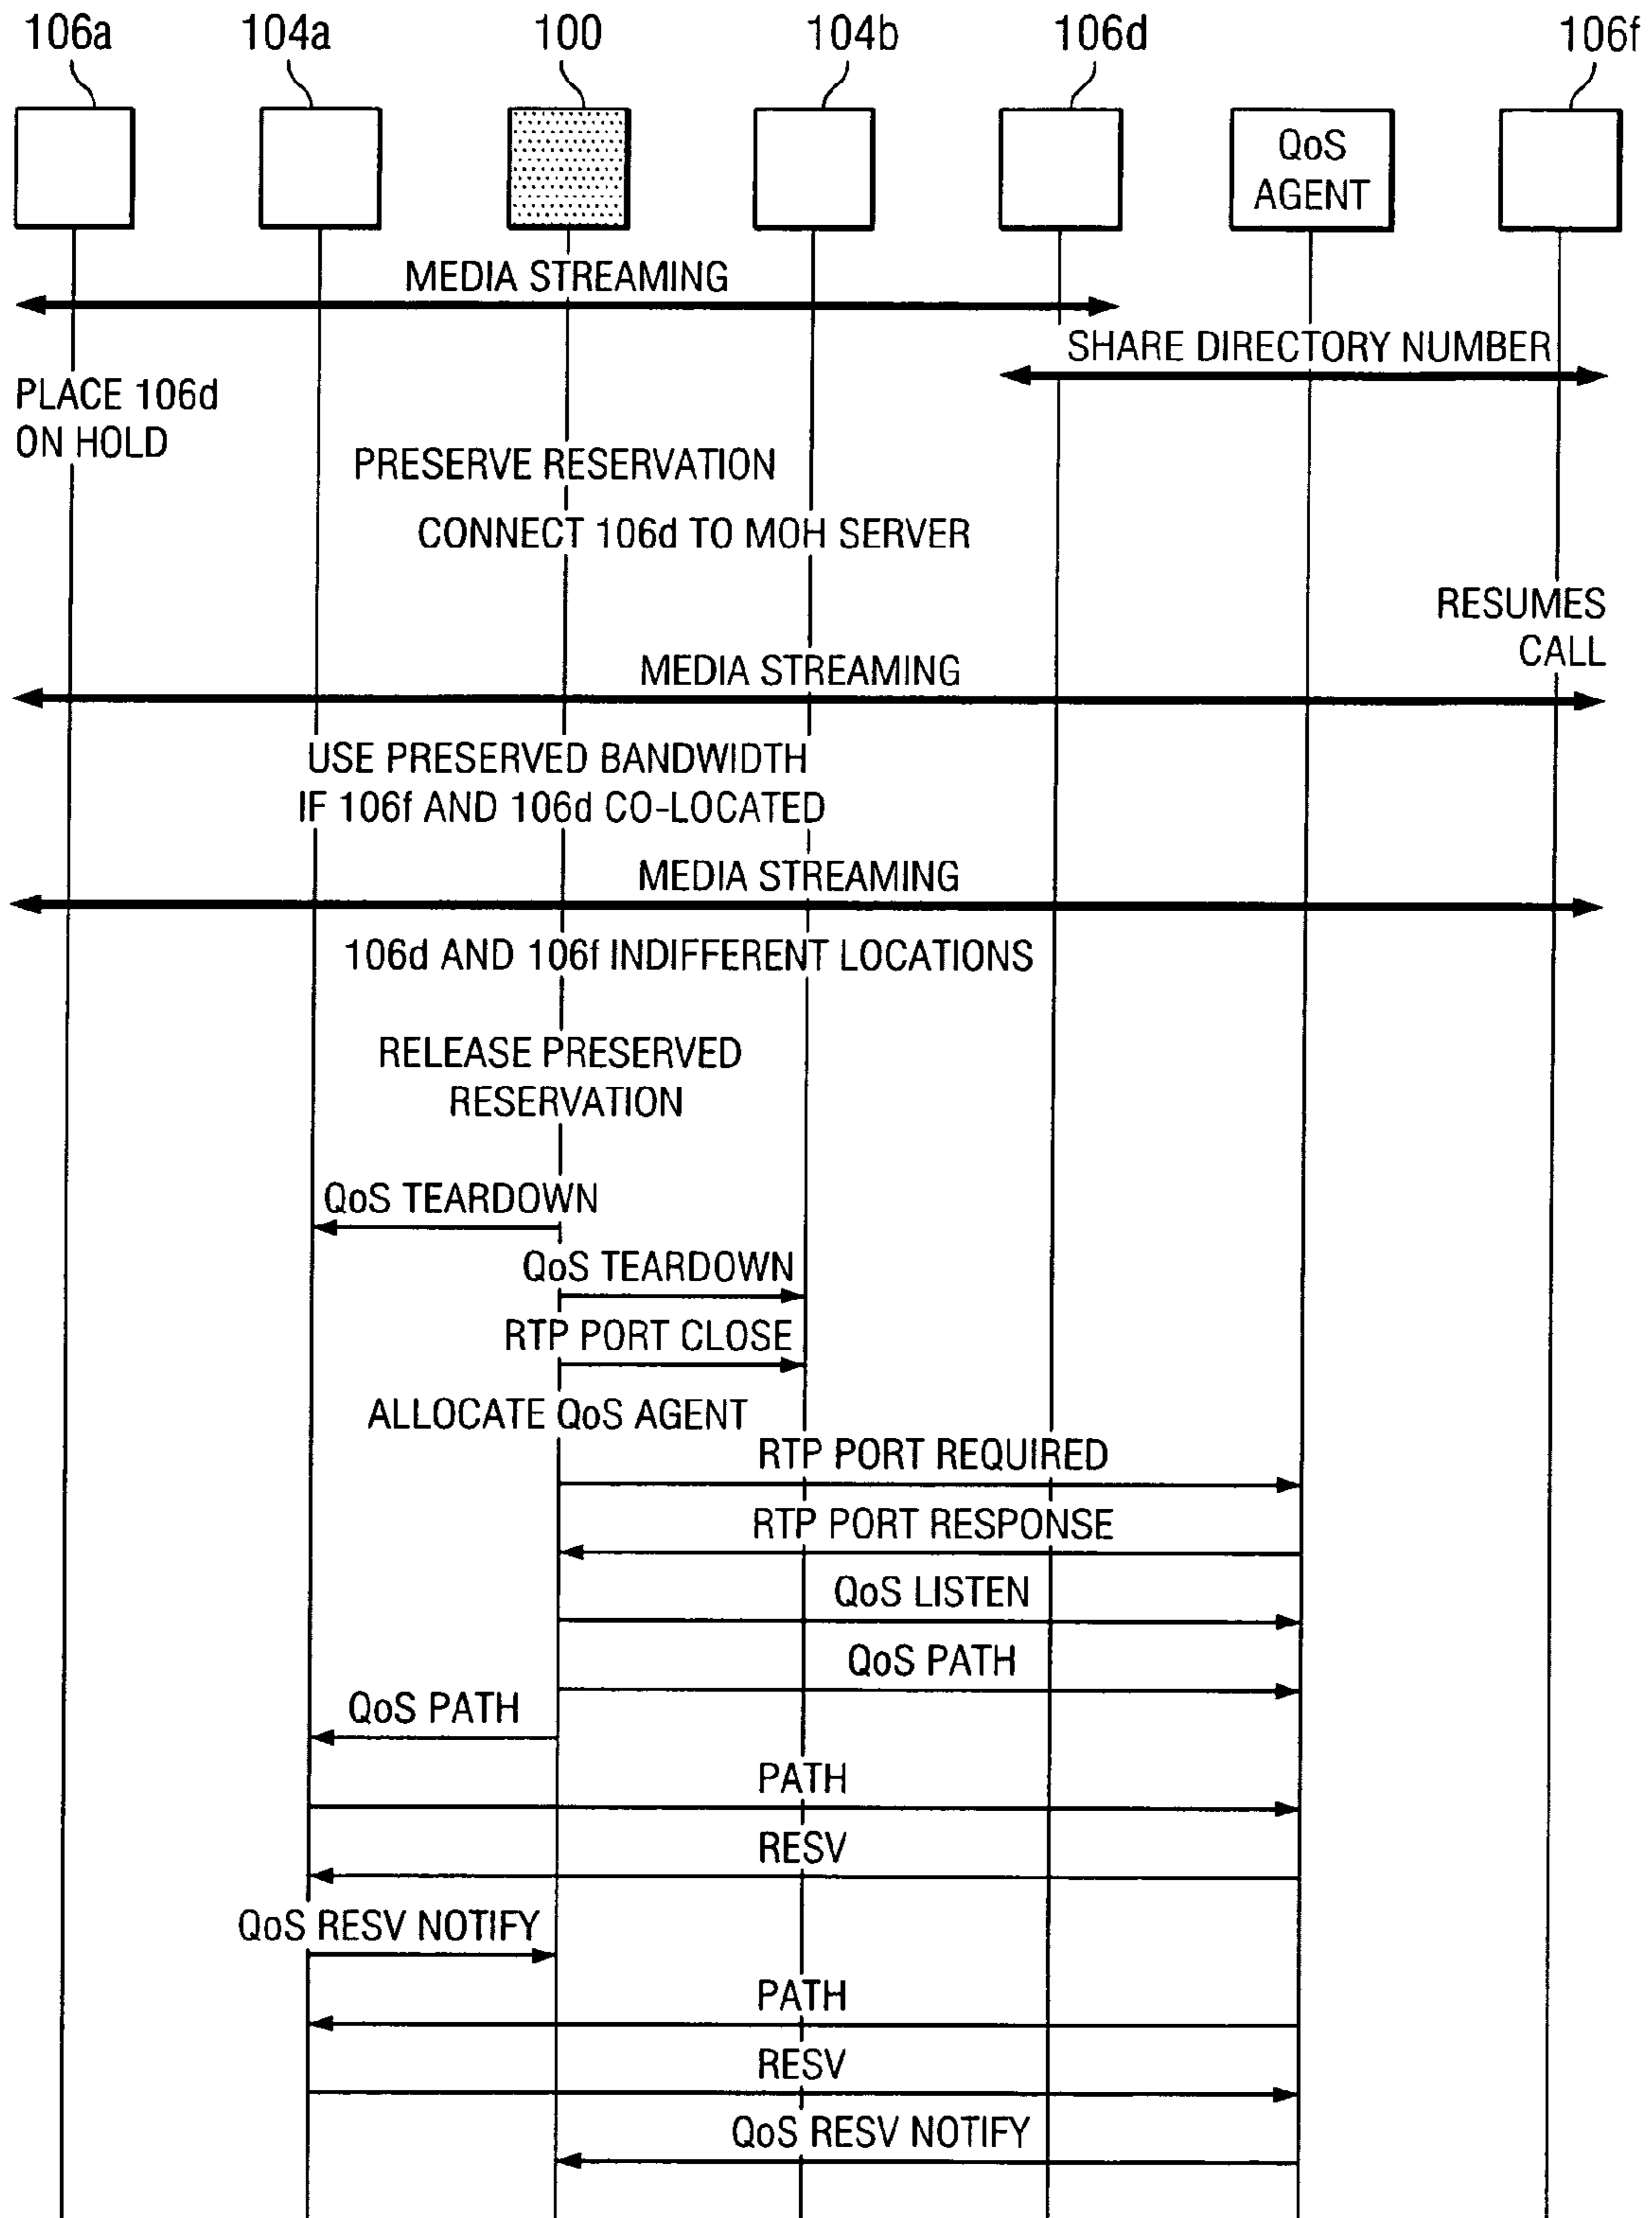 106a 104a 100 104b 106d 106f
QoS
AGENT
MEDIA STREAMING
SHARE DIRECTORY NUMBER
PLACE 106d
ON HOLD
PRESERVE RESERVATION
CONNECT 106d TO MOH SERVER
RESUMES
CALL
MEDIA STREAMING
USE PRESERVED BANDWIDTH
IF 106f AND 106d CO-LOCATED
MEDIA STREAMING
106d AND 106f INDIFFERENT LOCATIONS
RELEASE PRESERVED
RESERVATION
QoS TEARDOWN
QoS TEARDOWN
RTP PORT CLOSE
ALLOCATE QoS AGENT
RTP PORT REQUIRED
RTP PORT RESPONSE
QoS LISTEN
QoS PATH
QoS PATH
PATH
RESV
QoS RESV NOTIFY
PATH
RESV
QoS RESV NOTIFY